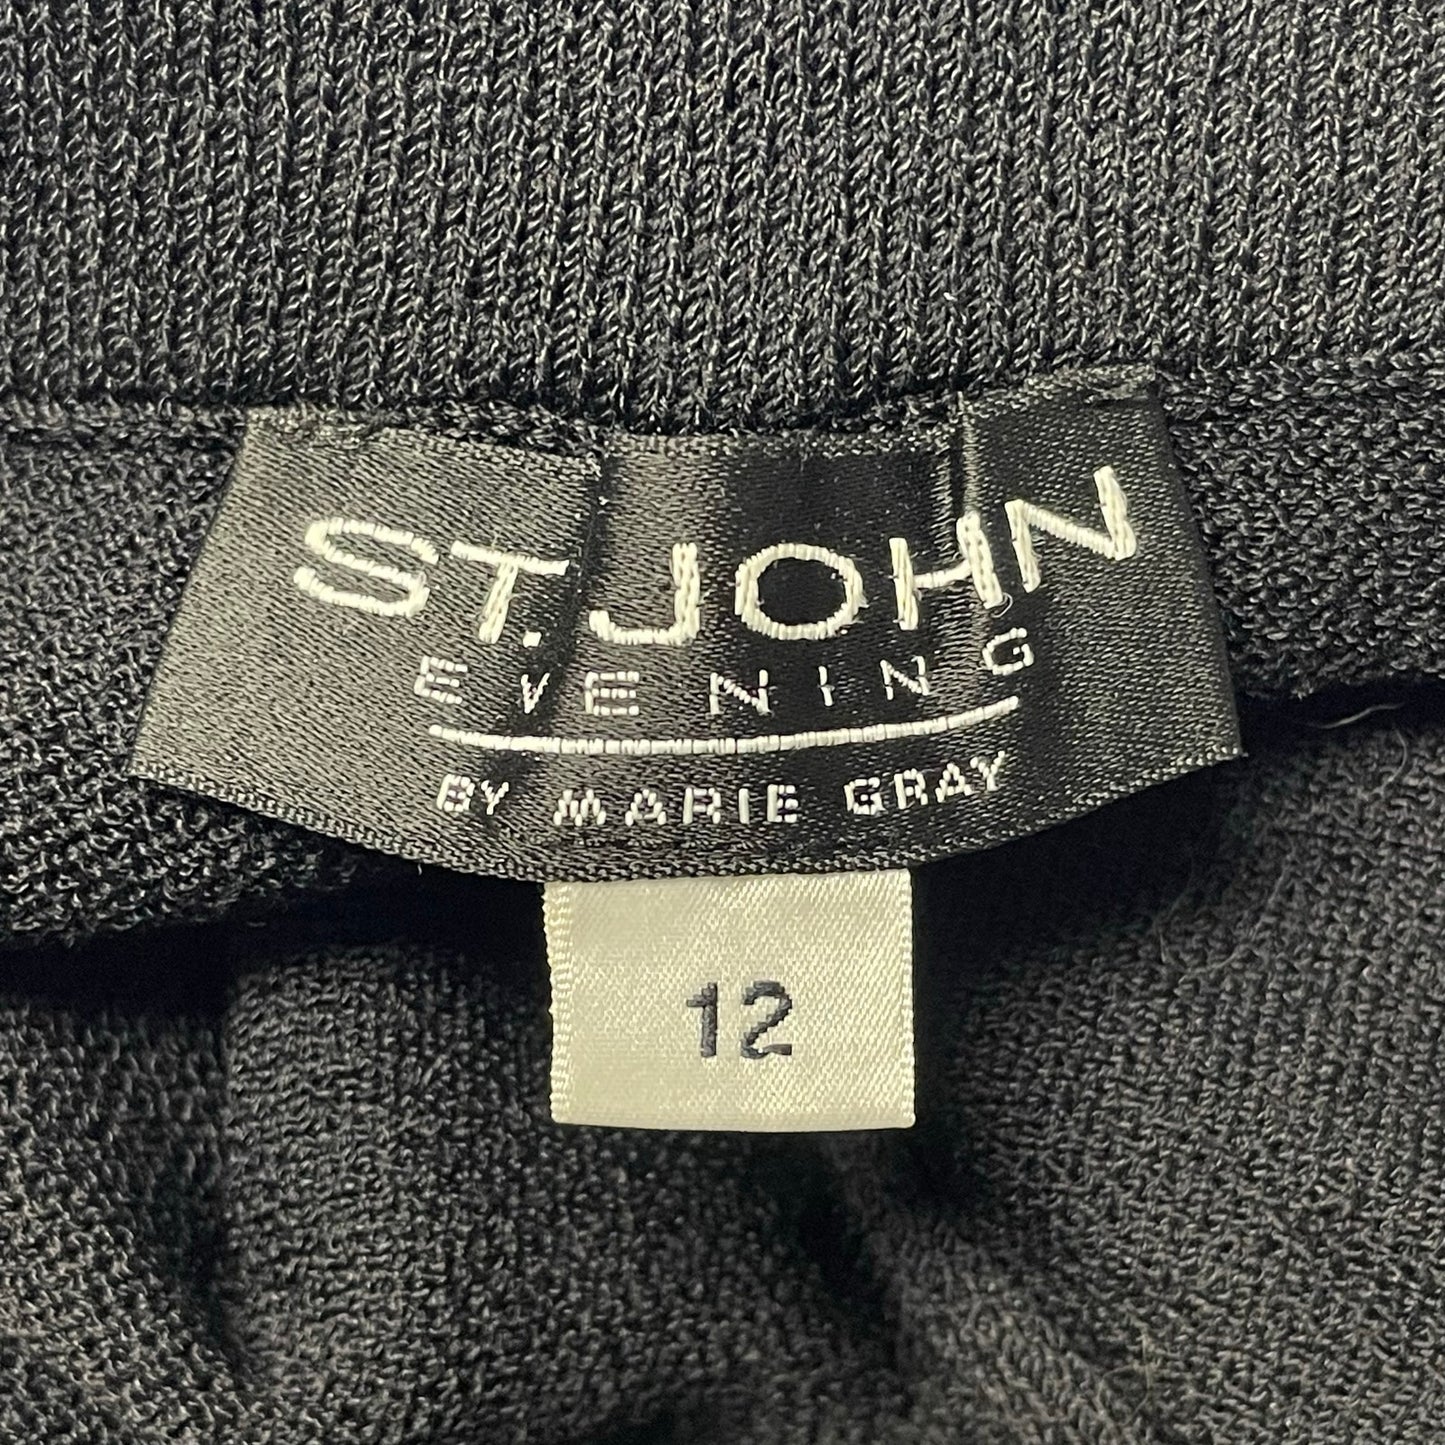 ST. JOHN
EVENING
BY MARIE GRAY
12